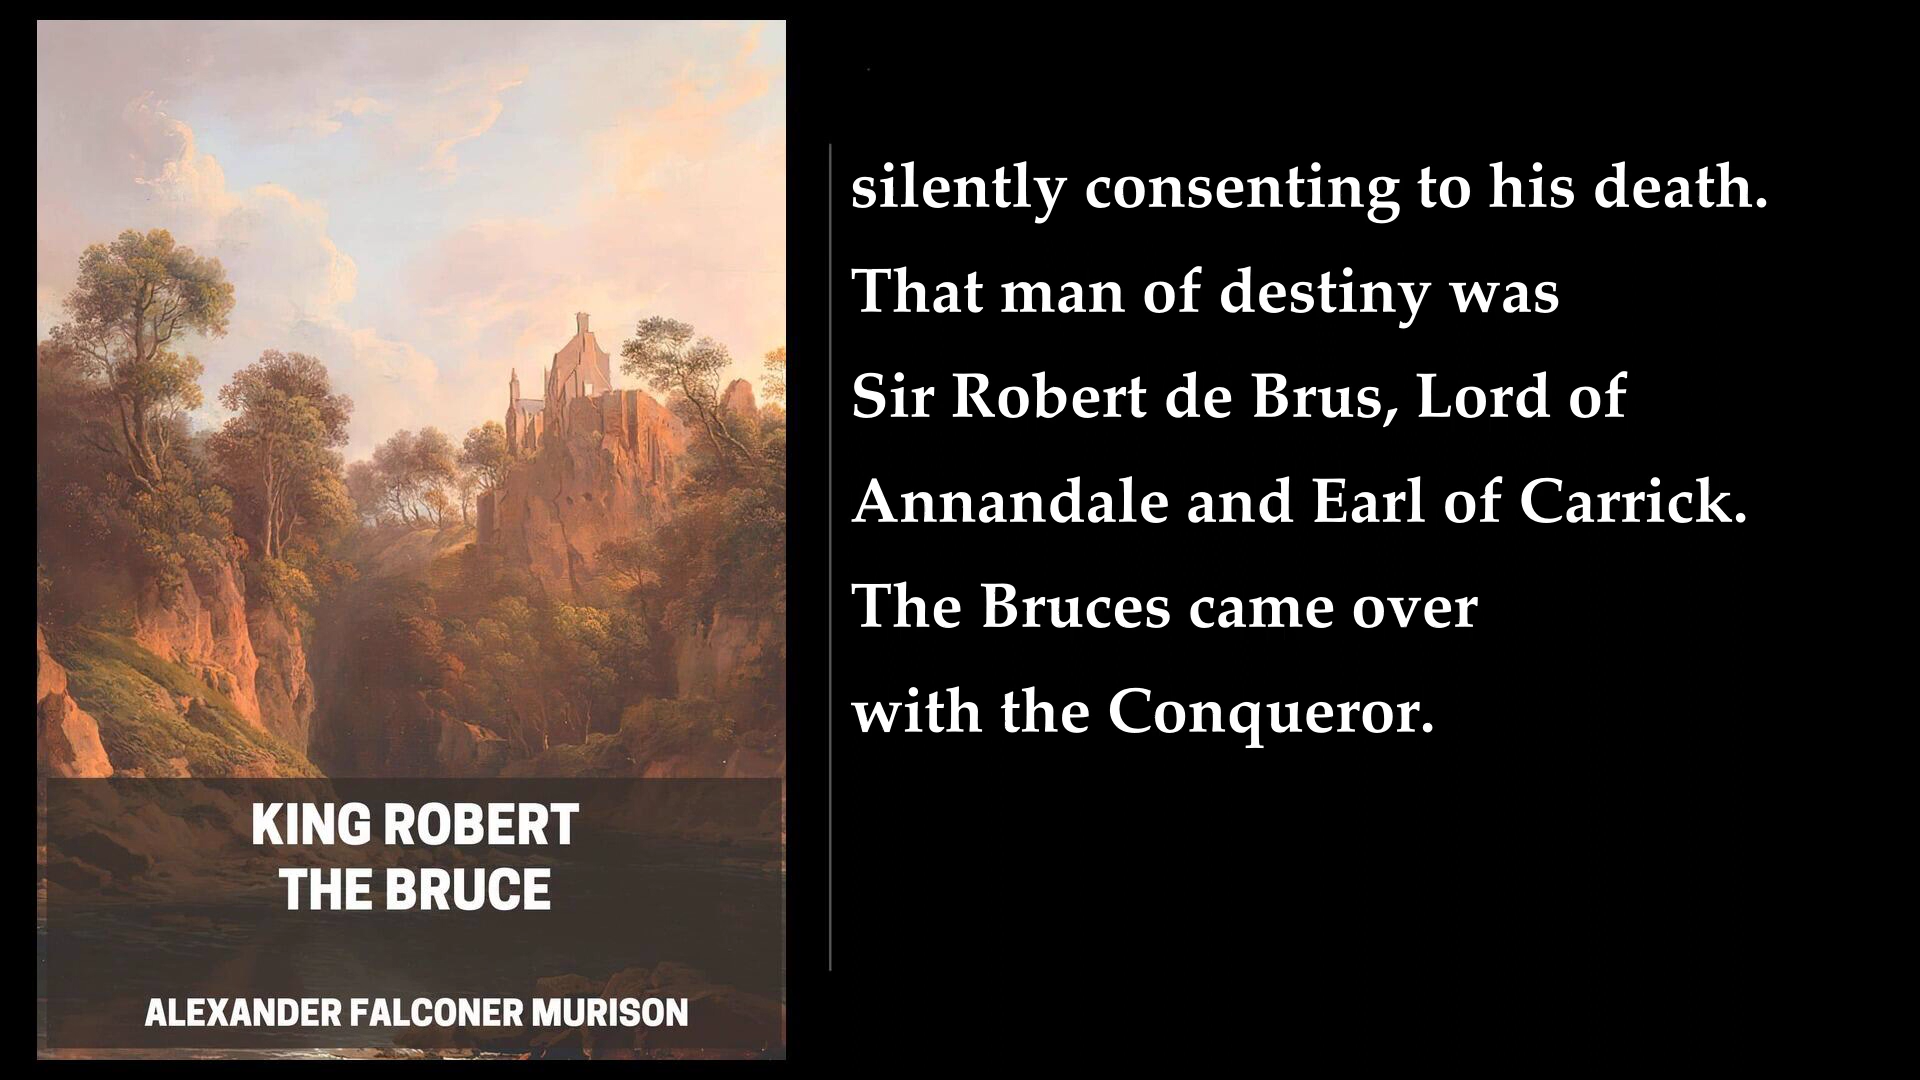 silently consenting to his death.
That man of destiny was
Sir Robert de Brus, Lord of
Annandale and Earl of Carrick.
The Bruces came over
with the Conqueror.
KING ROBERT
THE BRUCE
ALEXANDER FALCONER MURISON